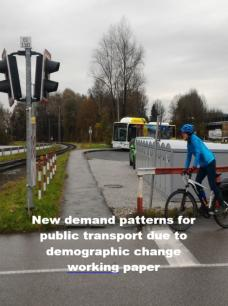 New demand patterns for
public transport due to
demographic change
working paper